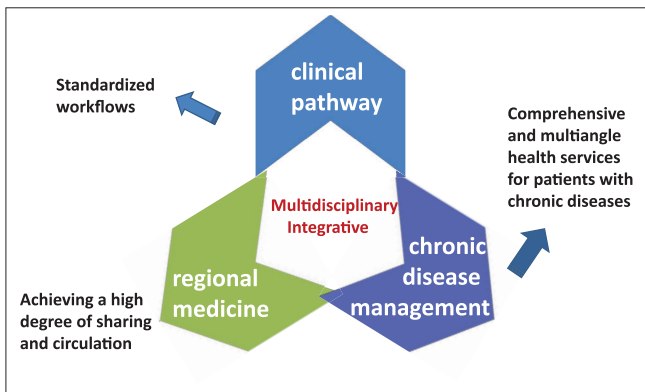 clinical
pathway
Standardized
workflows
Comprehensive
and multiangle
health services
for patients with
chronic diseases
Multidisciplinary
Integrative
chronic
disease
management
regional
medicine
Achieving a high
degree of sharing
and circulation